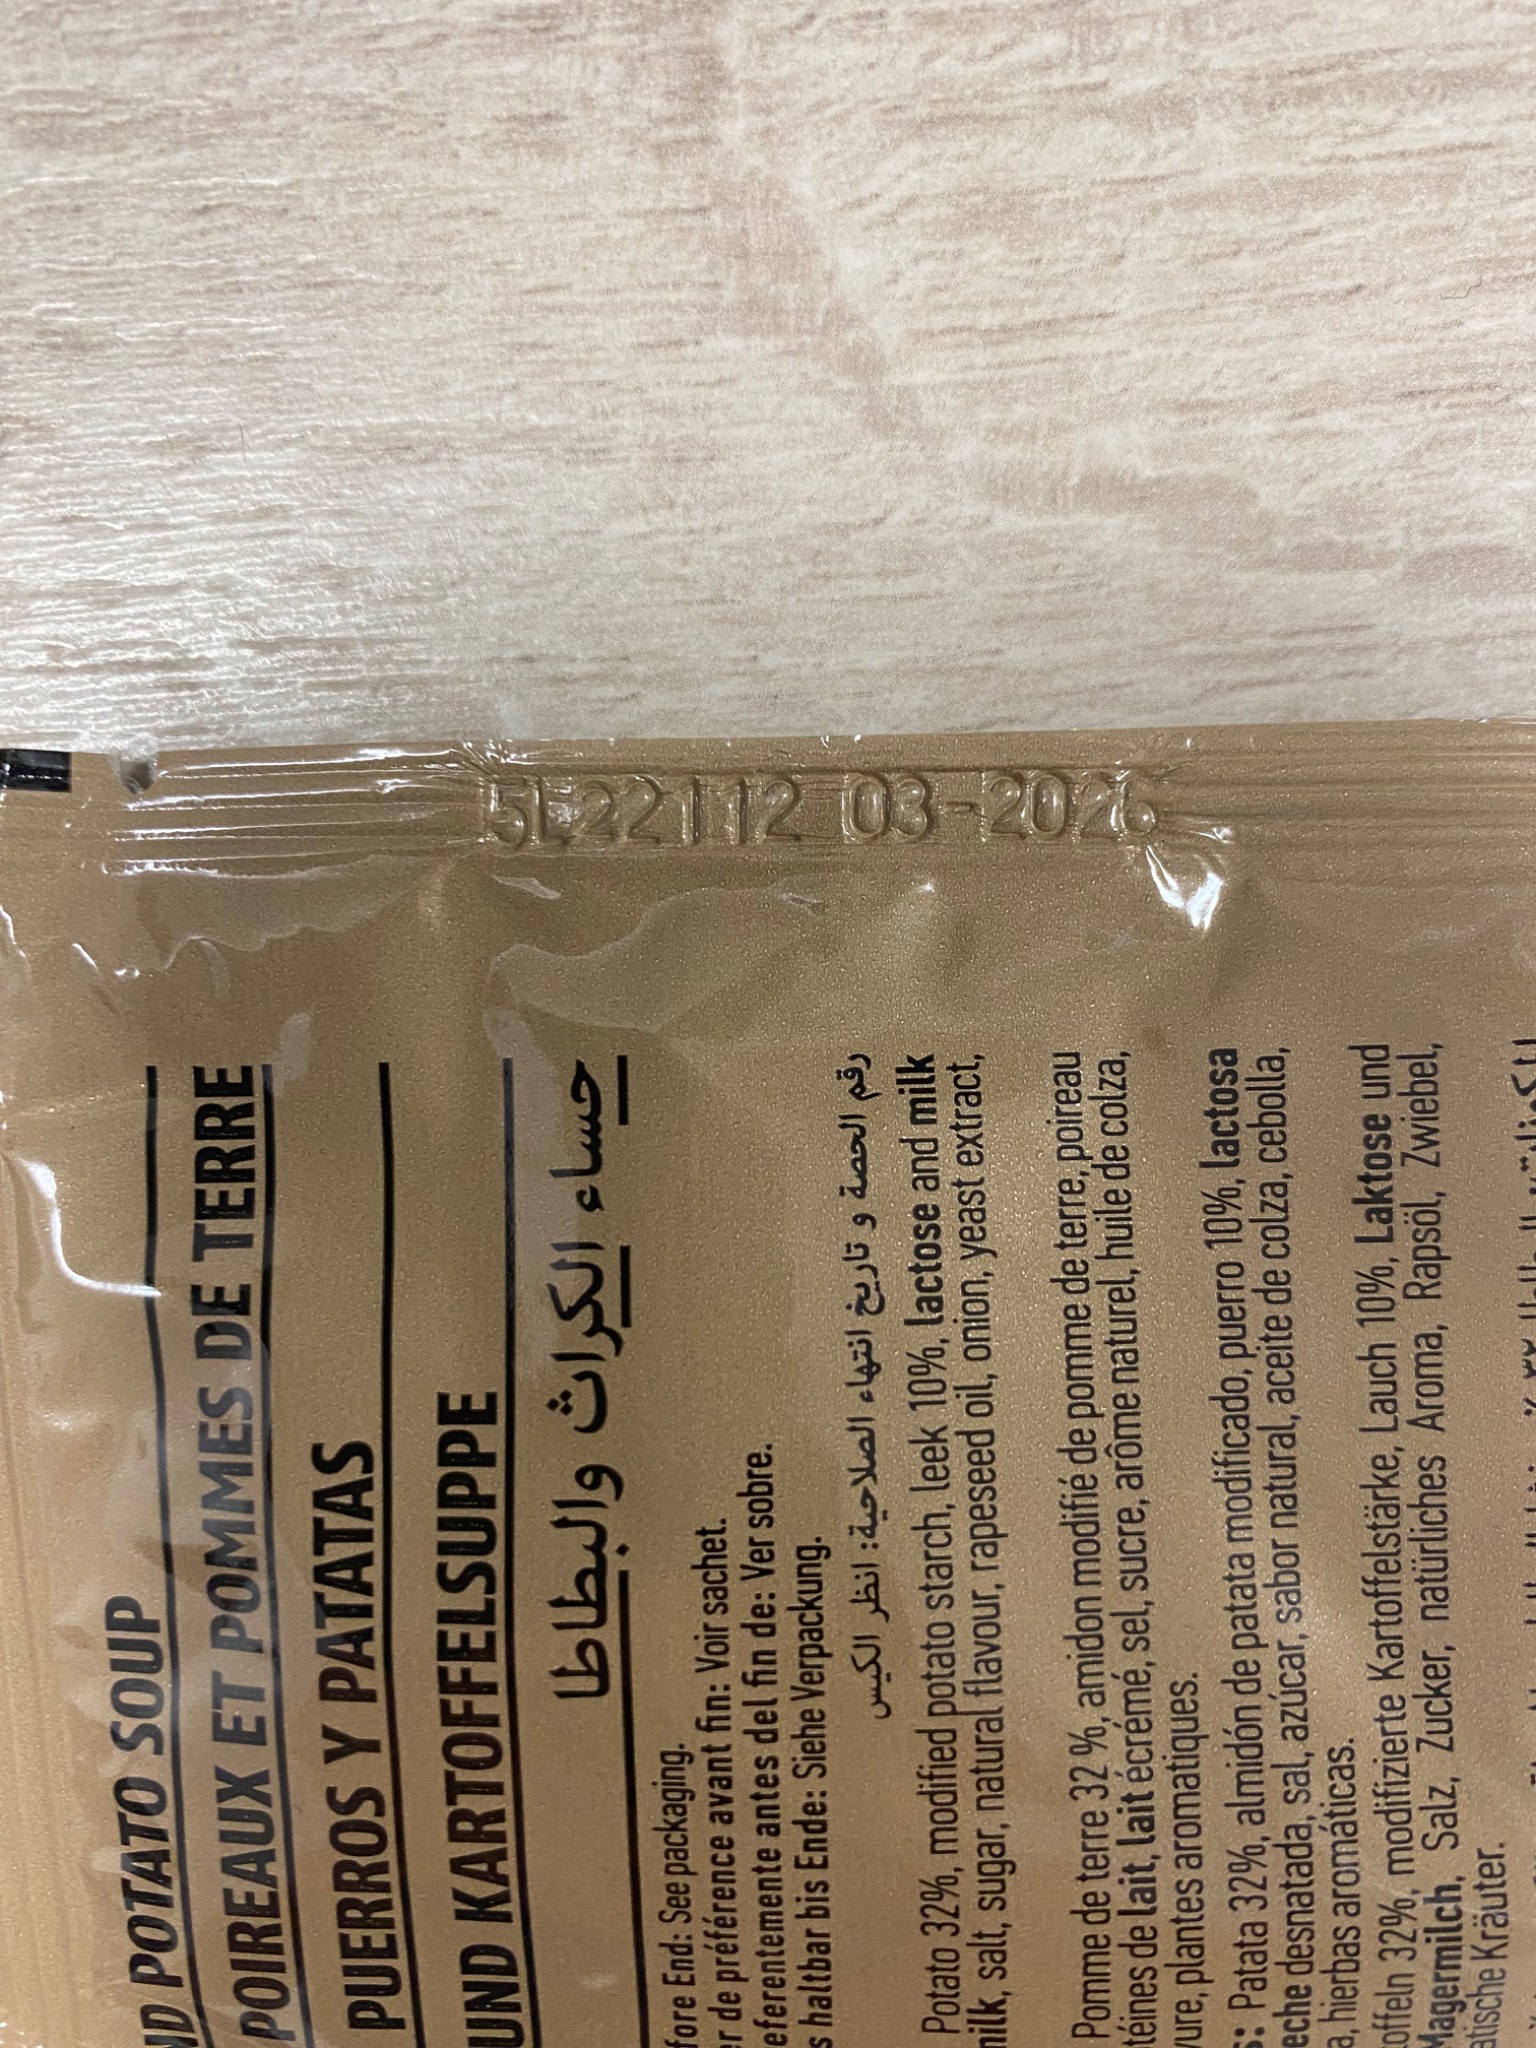 5L22112 03-2026
ND POTATO SOUP
POIREAUX ET POMMES DE TERRE
PUERROS Y PATATAS
UND KARTOFFELSUPPE
حساء الكراث والبطاطا
fore End: See packaging.
er de préférence avant fin: Voir sachet.
eferentemente antes del fin de: Ver sobre.
s haltbar bis Ende: Siehe Verpackung.
رقم الحصة و تاريخ انتهاء الصلاحية: انظر الكيس
Potato 32%, modified potato starch, leek 10%, lactose and milk
milk, salt, sugar, natural flavour, rapeseed oil, onion, yeast extract,
Pomme de terre 32 %, amidon modifié de pomme de terre, poireau
téines de lait, lait écrémé, sel, sucre, arôme naturel, huile de colza,
vure, plantes aromatiques.
S: Patata 32%, almidón de patata modificado, puerro 10%, lactosa
eche desnatada, sal, azúcar, sabor natural, aceite de colza, cebolla,
a, hierbas aromáticas.
toffeln 32%, modifizierte Kartoffelstärke, Lauch 10%, Laktose und
Magermilch, Salz, Zucker, natürliches Aroma, Rapsöl, Zwiebel,
atische Kräuter.